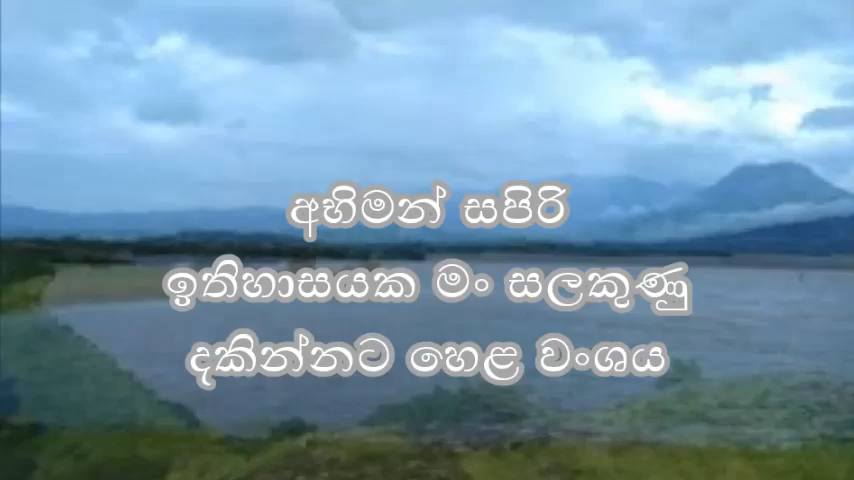 අභිමන් සපිරි
ඉතිහාසයක මං සලකුණු
දකින්නට හෙළ වංශය